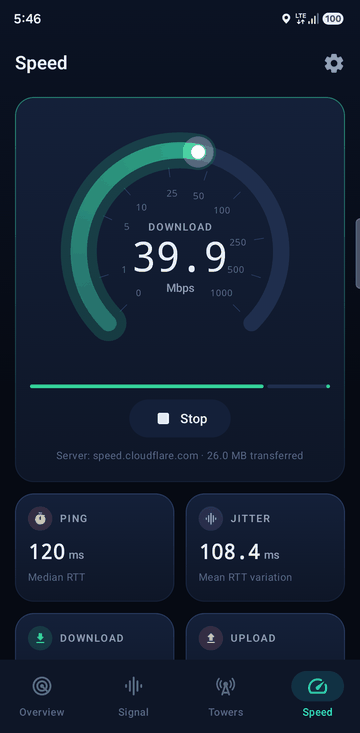 5:46
LTE
100
Speed
25
50
10
100
5
DOWNLOAD
250
39.9
1
500
Mbps
0
1000
Stop
Server: speed.cloudflare.com · 26.0 MB transferred
PING
JITTER
120 ms
108.4 ms
Median RTT
Mean RTT variation
DOWNLOAD
UPLOAD
Overview
Signal
Towers
Speed